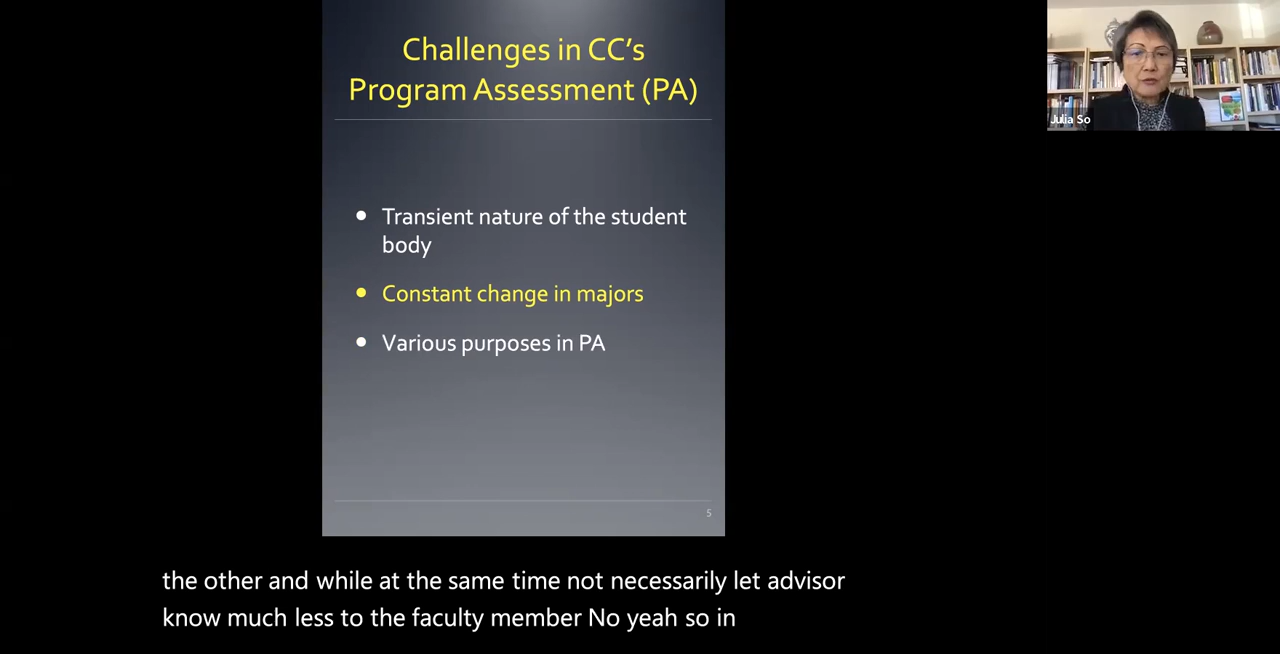 Challenges in CC's
Program Assessment (PA)
Julia So
• Transient nature of the student
body
• Constant change in majors
• Various purposes in PA
5
the other and while at the same time not necessarily let advisor
know much less to the faculty member No yeah so in